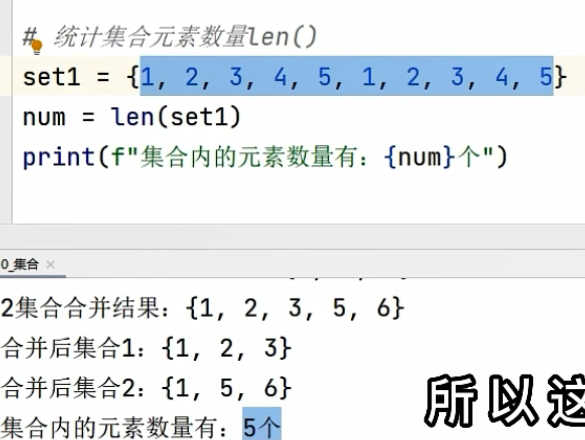 # 统计集合元素数量len()
set1 = {1, 2, 3, 4, 5, 1, 2, 3, 4, 5}
num = len(set1)
print(f"集合内的元素数量有：{num}个")
0_集合 ×
2集合合并结果：{1, 2, 3, 5, 6}
合并后集合1：{1, 2, 3}
合并后集合2：{1, 5, 6}
集合内的元素数量有：5个
所以这